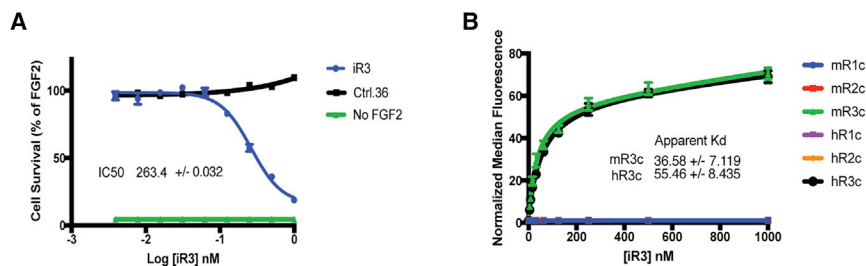 A
Cell Survival (% of FGF2)
100
50
0
-3
-2
-1
0
Log [iR3] nM
IC50 263.4 +/- 0.032
iR3
Ctrl.36
No FGF2
B
Normalized Median Fluorescence
80
60
40
20
0
0
200
400
600
800
1000
[iR3] nM
Apparent Kd
mR3c 36.58 +/- 7.119
hR3c 55.46 +/- 8.435
mR1c
mR2c
mR3c
hR1c
hR2c
hR3c